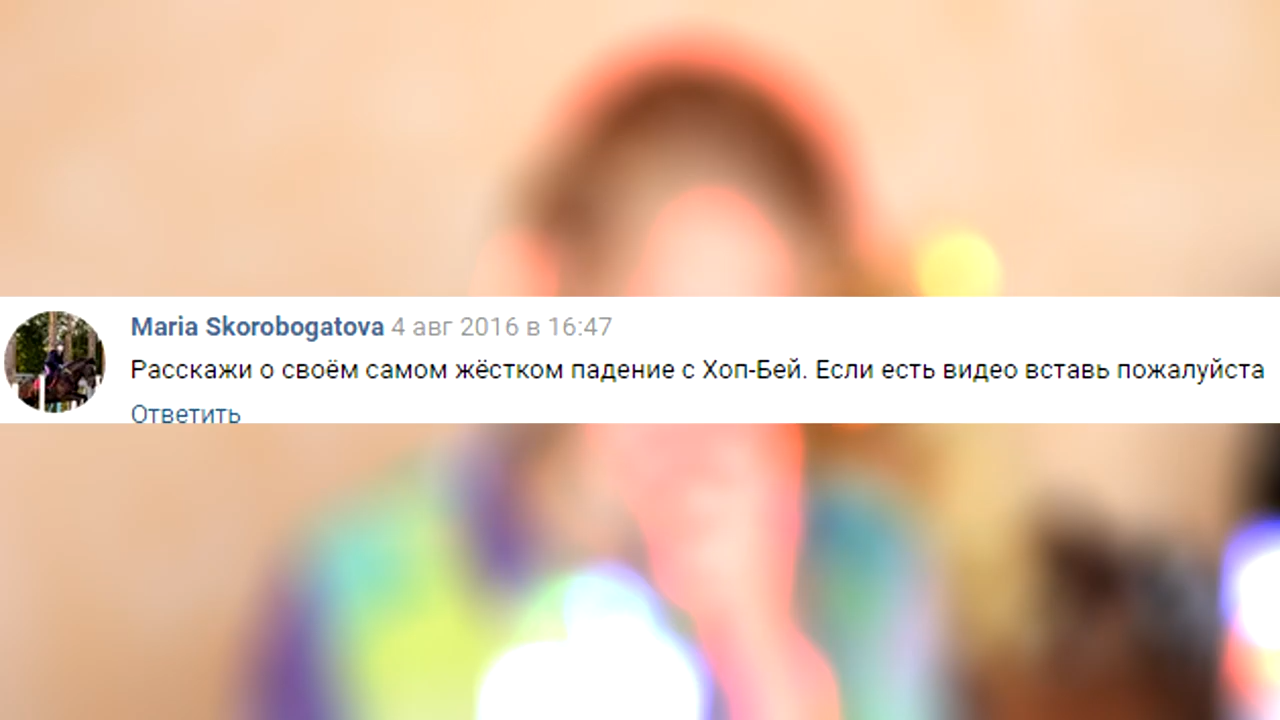 Maria Skorobogatova 4 авг 2016 в 16:47
Расскажи о своём самом жёстком падение с Хоп-Бей. Если есть видео вставь пожалуйста
Ответить